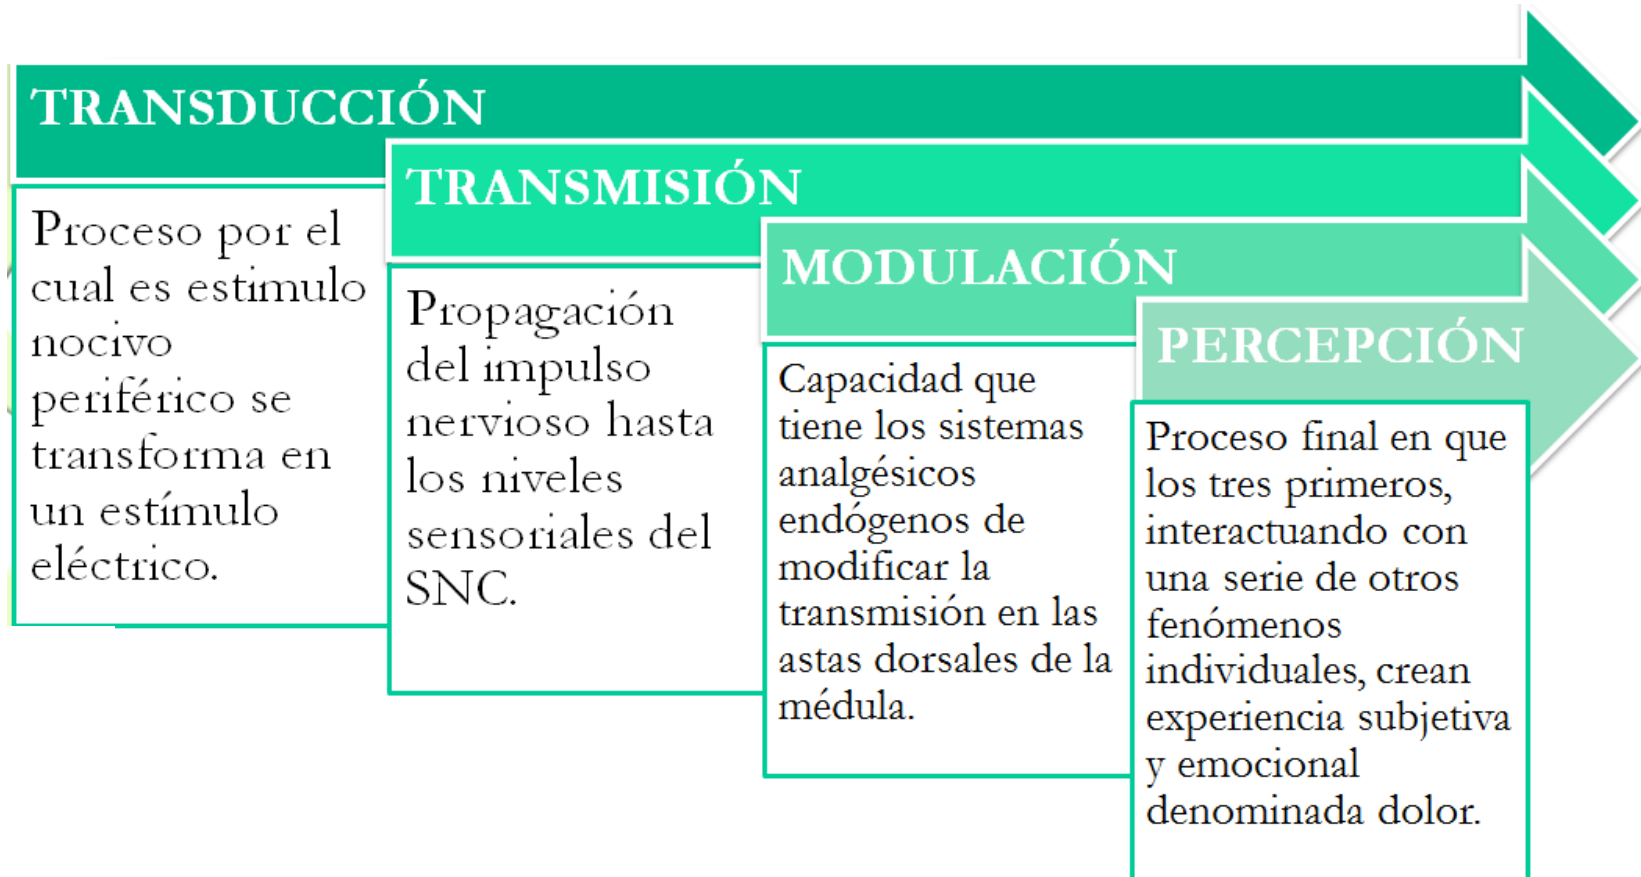 TRANSDUCCIÓN
Proceso por el
cual es estimulo
nocivo
periférico se
transforma en
un estímulo
eléctrico.
TRANSMISIÓN
Propagación
del impulso
nervioso hasta
los niveles
sensoriales del
SNC.
MODULACIÓN
Capacidad que
tiene los sistemas
analgésicos
endógenos de
modificar la
transmisión en las
astas dorsales de la
médula.
PERCEPCIÓN
Proceso final en que
los tres primeros,
interactuando con
una serie de otros
fenómenos
individuales, crean
experiencia subjetiva
y emocional
denominada dolor.